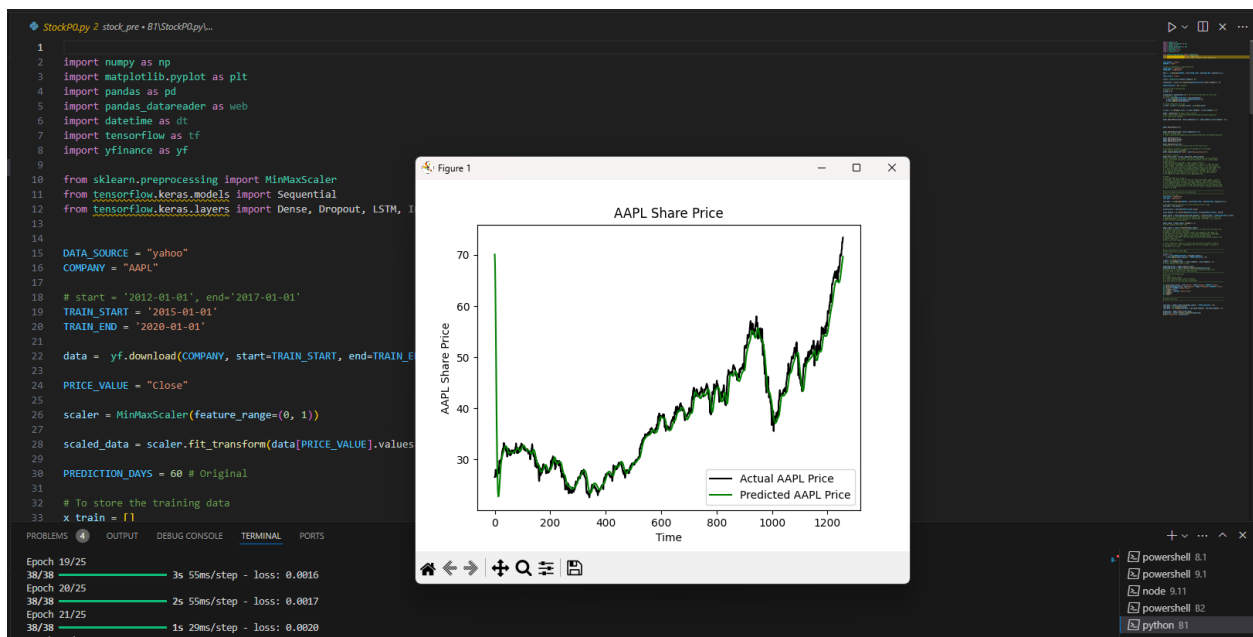 StockP0.py 2 stock_pre • B1\StockP0.py\...
1
2 import numpy as np
3 import matplotlib.pyplot as plt
4 import pandas as pd
5 import pandas_datareader as web
6 import datetime as dt
7 import tensorflow as tf
8 import yfinance as yf
9
10 from sklearn.preprocessing import MinMaxScaler
11 from tensorflow.keras.models import Sequential
12 from tensorflow.keras.layers import Dense, Dropout, LSTM, I
13
14
15 DATA_SOURCE = "yahoo"
16 COMPANY = "AAPL"
17
18 # start = '2012-01-01', end='2017-01-01'
19 TRAIN_START = '2015-01-01'
20 TRAIN_END = '2020-01-01'
21
22 data = yf.download(COMPANY, start=TRAIN_START, end=TRAIN_E
23
24 PRICE_VALUE = "Close"
25
26 scaler = MinMaxScaler(feature_range=(0, 1))
27
28 scaled_data = scaler.fit_transform(data[PRICE_VALUE].values
29
30 PREDICTION_DAYS = 60 # Original
31
32 # To store the training data
33 x_train = []
Figure 1
AAPL Share Price
AAPL Share Price
70
60
50
40
30
0 200 400 600 800 1000 1200
Time
Actual AAPL Price
Predicted AAPL Price
PROBLEMS 4 OUTPUT DEBUG CONSOLE TERMINAL PORTS
Epoch 19/25
38/38 3s 55ms/step - loss: 0.0016
Epoch 20/25
38/38 2s 55ms/step - loss: 0.0017
Epoch 21/25
38/38 1s 29ms/step - loss: 0.0020
powershell 8.1
powershell 9.1
node 9.11
powershell B2
python B1